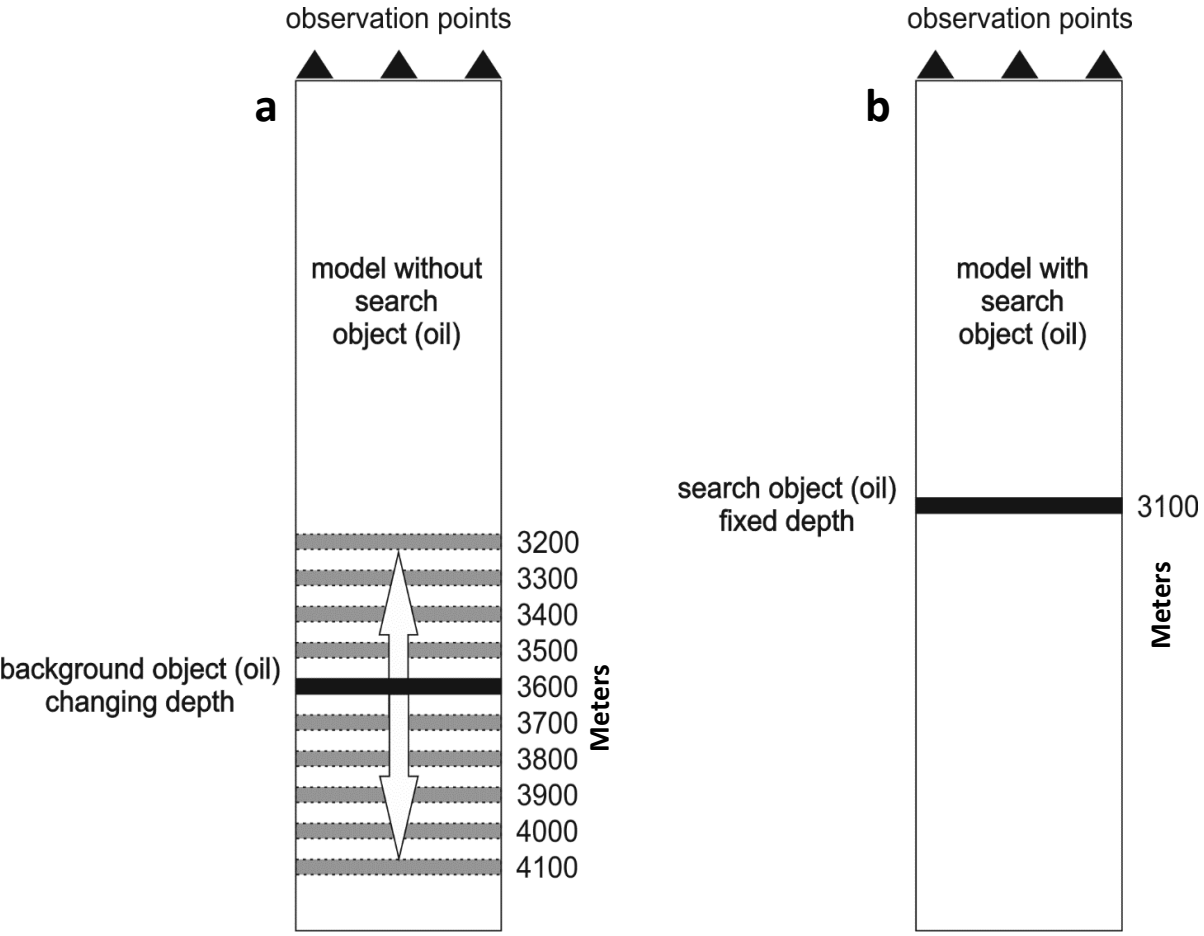 observation points
a
model without
search
object (oil)
3200
3300
3400
3500
background object (oil)
changing depth
3600
3700
3800
3900
4000
4100
Meters
observation points
b
model with
search
object (oil)
search object (oil)
fixed depth
3100
Meters